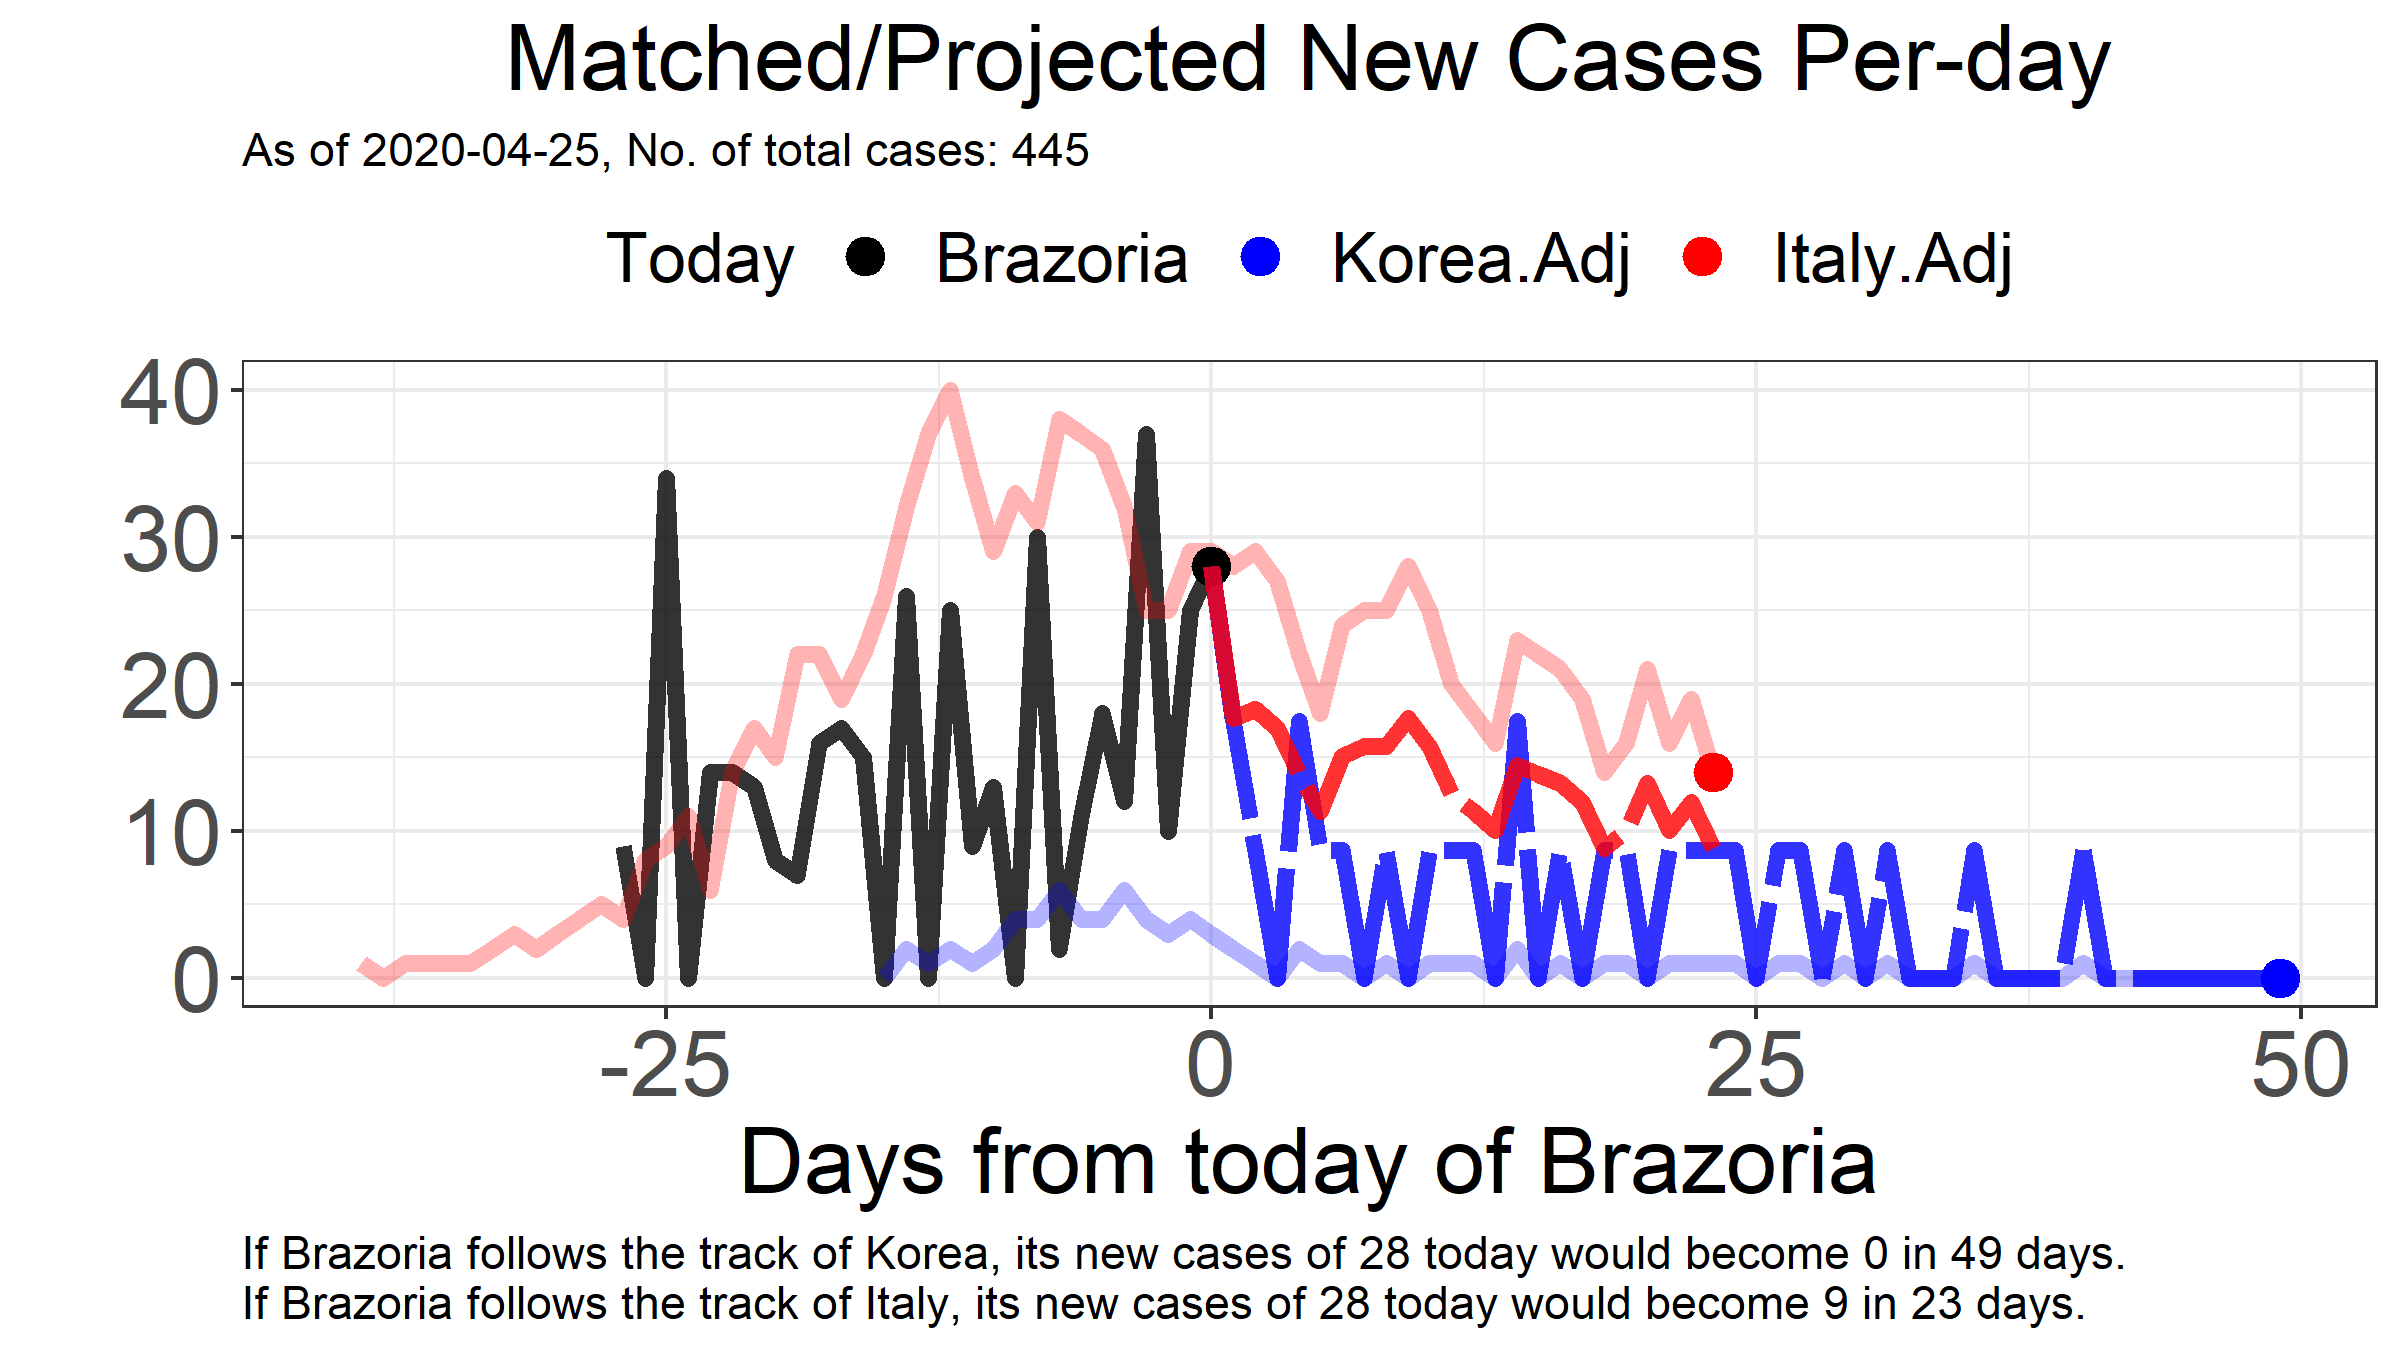 Matched/Projected New Cases Per-day
As of 2020-04-25, No. of total cases: 445
Today Brazoria Korea.Adj Italy.Adj
40
30
20
10
0
-25 0 25 50
Days from today of Brazoria
If Brazoria follows the track of Korea, its new cases of 28 today would become 0 in 49 days.
If Brazoria follows the track of Italy, its new cases of 28 today would become 9 in 23 days.